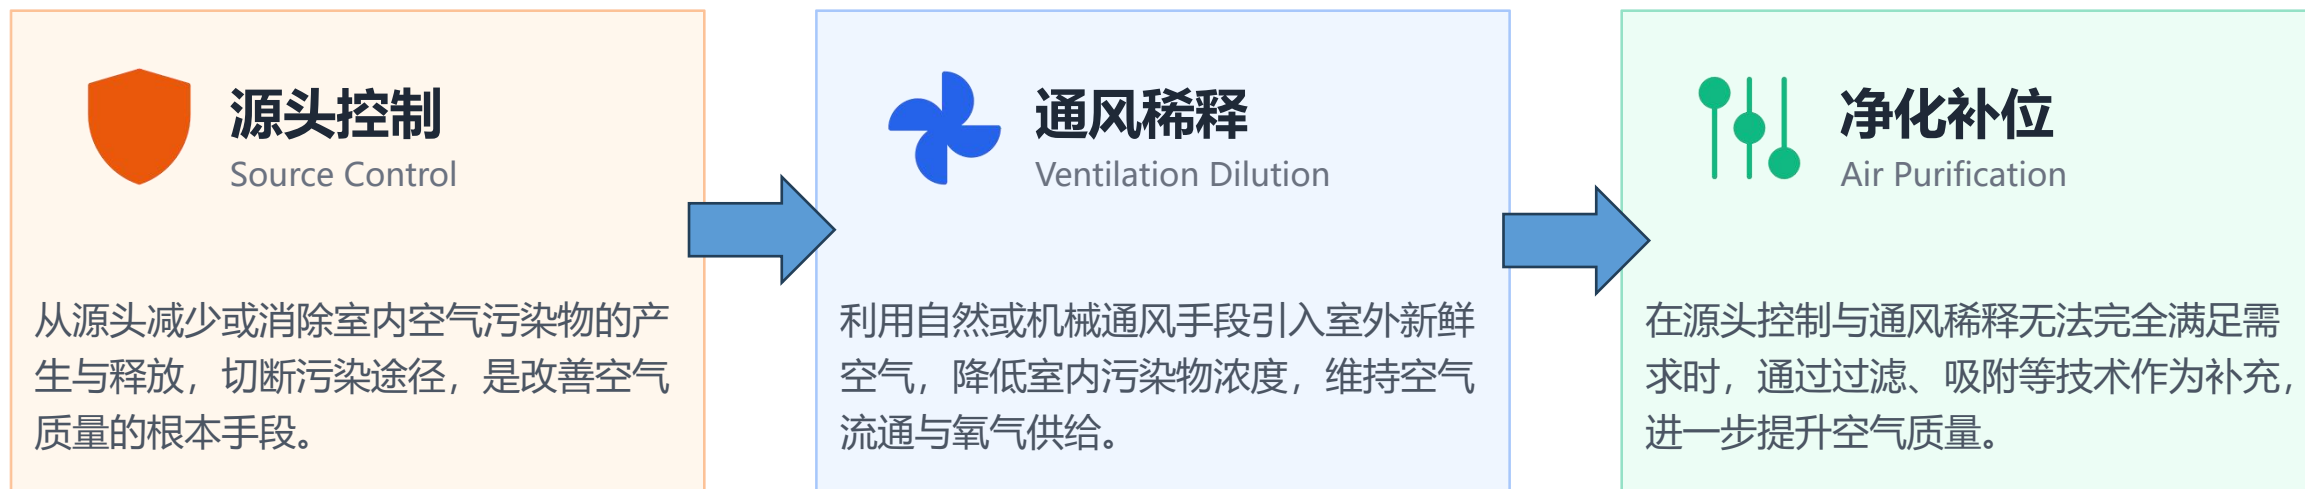 源头控制
Source Control
从源头减少或消除室内空气污染物的产
生与释放，切断污染途径，是改善空气
质量的根本手段。
通风稀释
Ventilation Dilution
利用自然或机械通风手段引入室外新鲜
空气，降低室内污染物浓度，维持空气
流通与氧气供给。
净化补位
Air Purification
在源头控制与通风稀释无法完全满足需
求时，通过过滤、吸附等技术作为补充，
进一步提升空气质量。